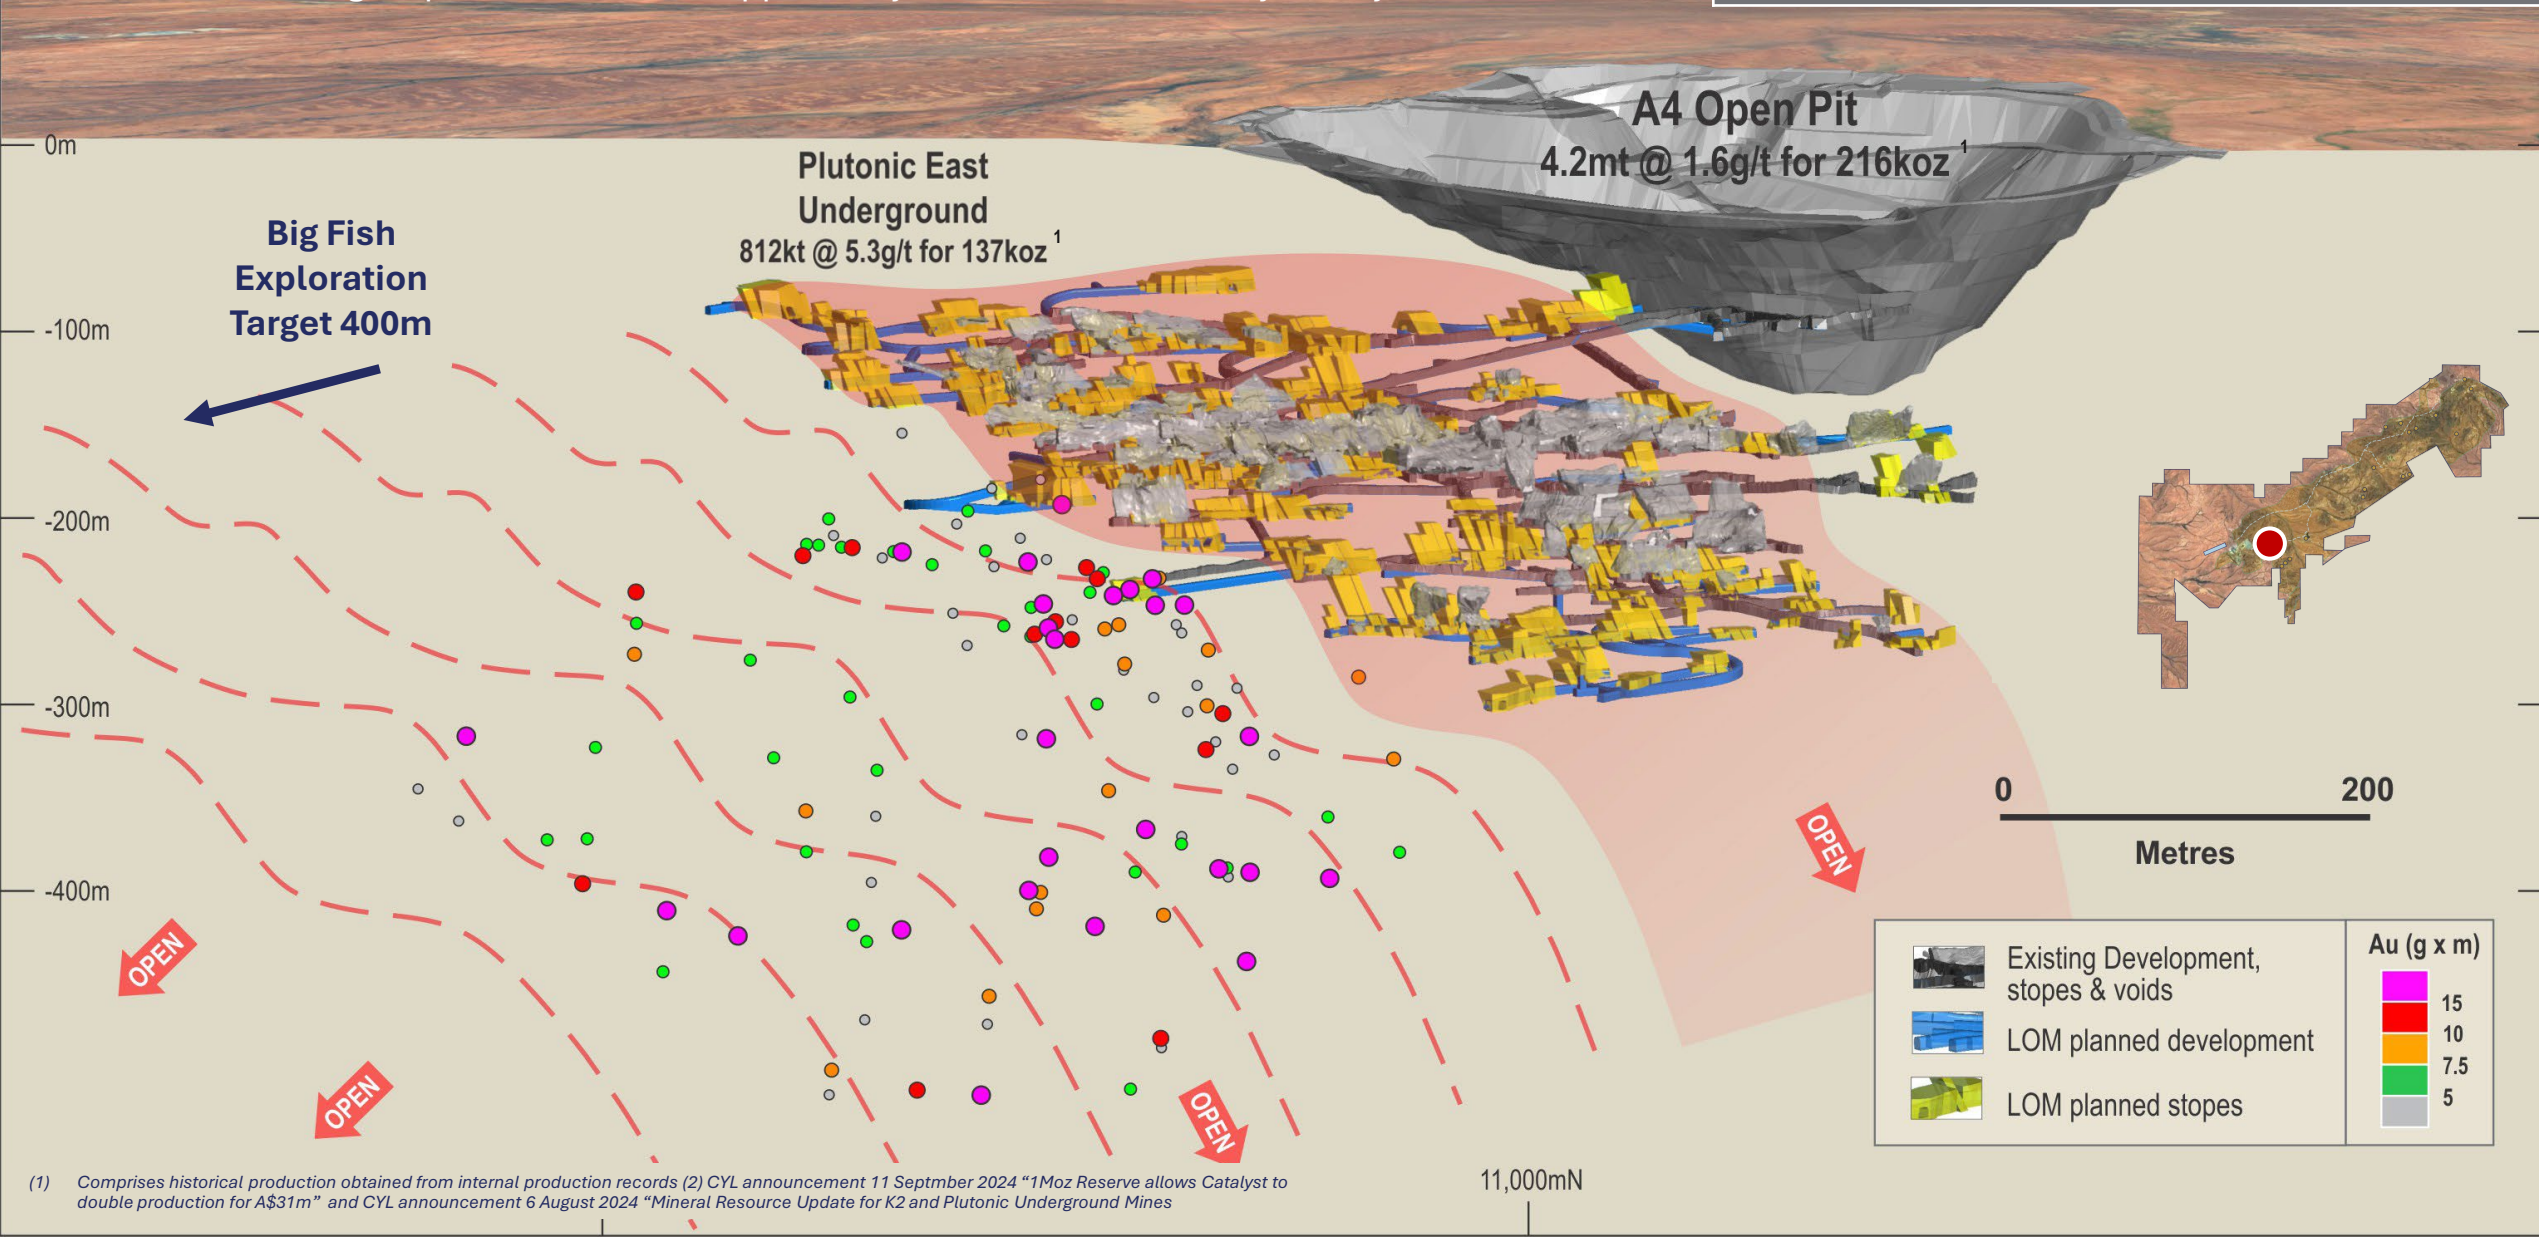 A4 Open Pit
4.2mt @ 1.6g/t for 216koz 1
0m
Plutonic East
Underground
812kt @ 5.3g/t for 137koz 1
Big Fish
Exploration
Target 400m
-100m
-200m
-300m
-400m
0 200
Metres
OPEN
OPEN
OPEN
OPEN
Existing Development,
stopes & voids
LOM planned development
LOM planned stopes
Au (g x m)
15
10
7.5
5
11,000mN
(1) Comprises historical production obtained from internal production records (2) CYL announcement 11 Septmber 2024 “1Moz Reserve allows Catalyst to
double production for A$31m” and CYL announcement 6 August 2024 “Mineral Resource Update for K2 and Plutonic Underground Mines